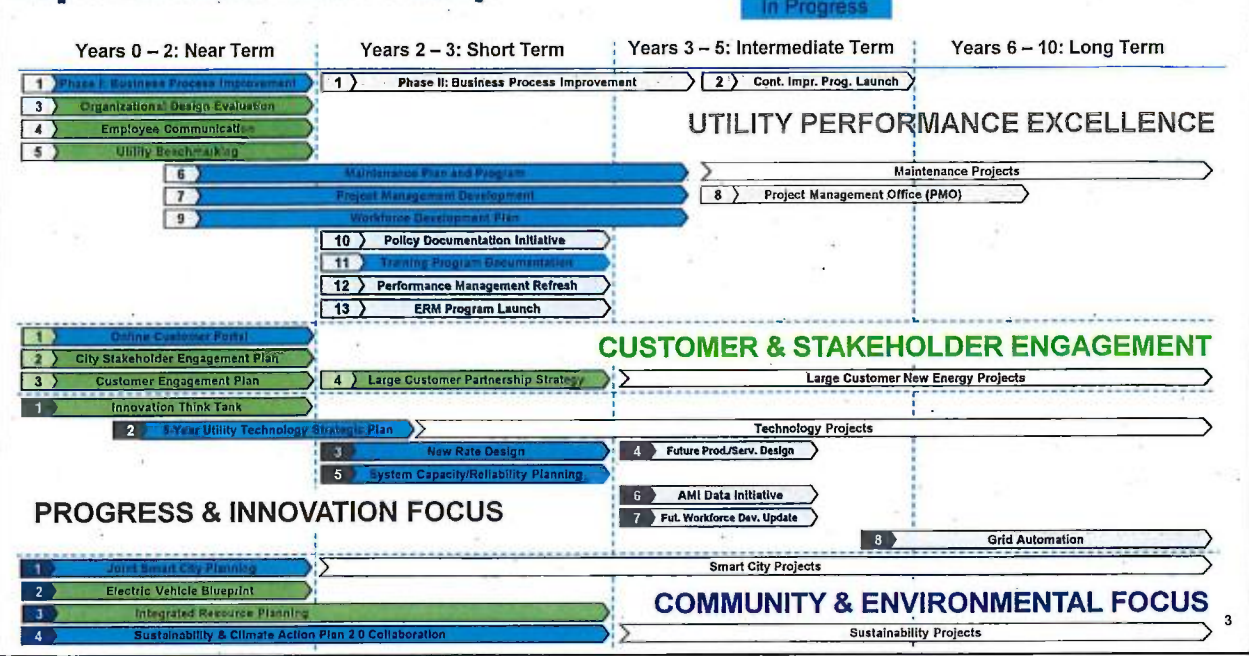 In Progress
Years 0 – 2: Near Term
Years 2 – 3: Short Term
Years 3 – 5: Intermediate Term
Years 6 – 10: Long Term
1 Phase I: Business Process Improvement
1 Phase II: Business Process Improvement
2 Cont. Impr. Prog. Launch
3 Organizational Design Evaluation
4 Employee Communication
UTILITY PERFORMANCE EXCELLENCE
5 Utility Benchmarking
6 Maintenance Plan and Program
Maintenance Projects
7 Project Management Development
8 Project Management Office (PMO)
9 Workforce Development Plan
10 Policy Documentation Initiative
11 Training Program Documentation
12 Performance Management Refresh
13 ERM Program Launch
1 Online Customer Portal
CUSTOMER & STAKEHOLDER ENGAGEMENT
2 City Stakeholder Engagement Plan
3 Customer Engagement Plan
4 Large Customer Partnership Strategy
Large Customer New Energy Projects
1 Innovation Think Tank
2 5-Year Utility Technology Strategic Plan
Technology Projects
3 New Rate Design
4 Future Prod./Serv. Design
5 System Capacity/Reliability Planning
6 AMI Data Initiative
PROGRESS & INNOVATION FOCUS
7 Fut. Workforce Dev. Update
8 Grid Automation
1 Joint Smart City Planning
Smart City Projects
2 Electric Vehicle Blueprint
COMMUNITY & ENVIRONMENTAL FOCUS
3 Integrated Resource Planning
4 Sustainability & Climate Action Plan 2.0 Collaboration
Sustainability Projects
3